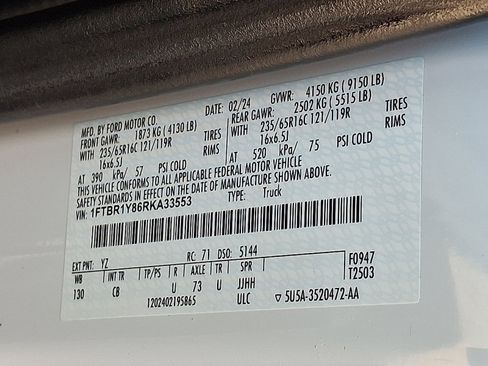 MFD. BY FORD MOTOR CO. DATE: 02/24 GVWR: 4150 KG ( 9150 LB)
FRONT GAWR: 1873 KG ( 4130 LB) REAR GAWR: 2502 KG ( 5515 LB)
WITH 235/65R16C 121/119R TIRES WITH 235/65R16C 121/119R TIRES
16x6.5J RIMS 16x6.5J RIMS
AT 390 kPa/ 57 PSI COLD AT 520 kPa/ 75 PSI COLD
THIS VEHICLE CONFORMS TO ALL APPLICABLE FEDERAL MOTOR VEHICLE
SAFETY STANDARDS IN EFFECT ON THE DATE OF MANUFACTURE SHOWN ABOVE.
VIN: 1FTBR1Y86RKA33553 TYPE: Truck
EXT PNT: YZ RC: 71 DSO: 5144 F0947
WB INT TR TP/PS R AXLE TR SPR T2503
130 CB U 73 U JJHH
1202402195865 ULC ▽ 5U5A-3520472-AA